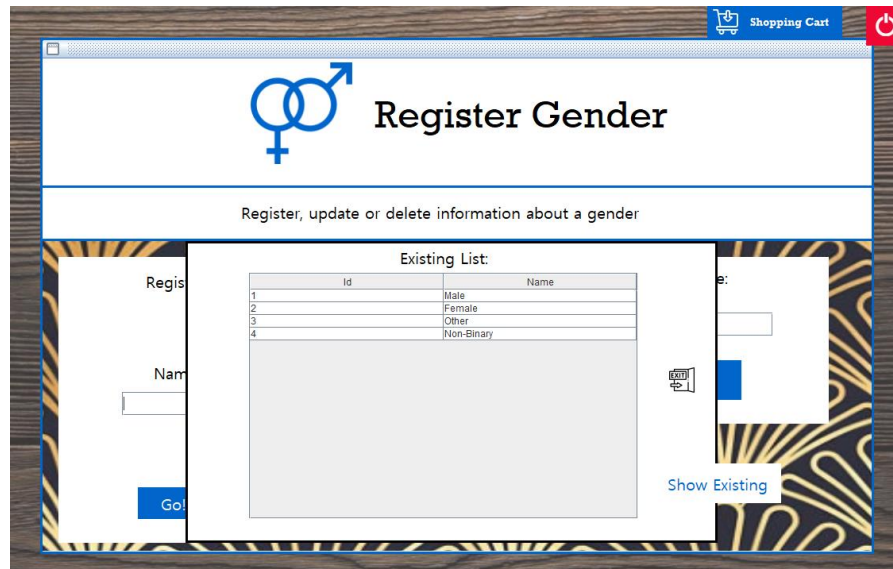 Shopping Cart
Register Gender
Register, update or delete information about a gender
Existing List:
Id Name
1 Male
2 Female
3 Other
4 Non-Binary
Regis
e:
Nam
EXIT
Show Existing
Go!